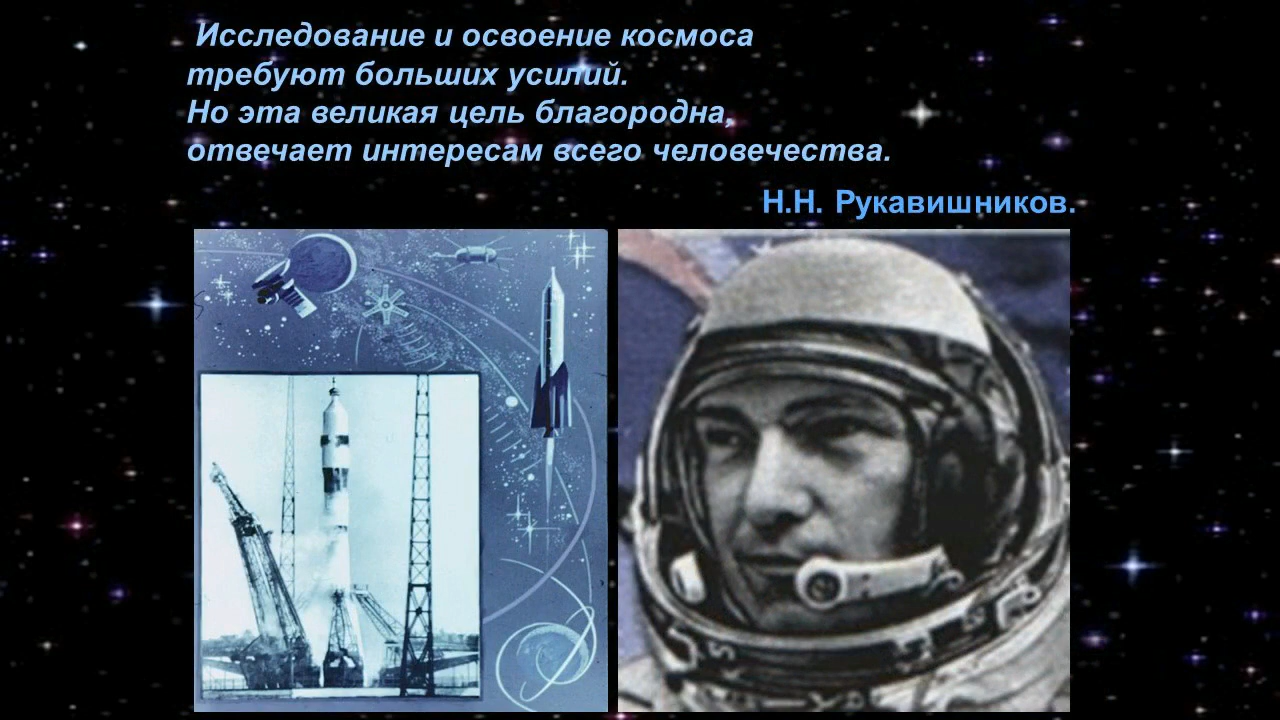 Исследование и освоение космоса
требуют больших усилий.
Но эта великая цель благородна,
отвечает интересам всего человечества.
Н.Н. Рукавишников.